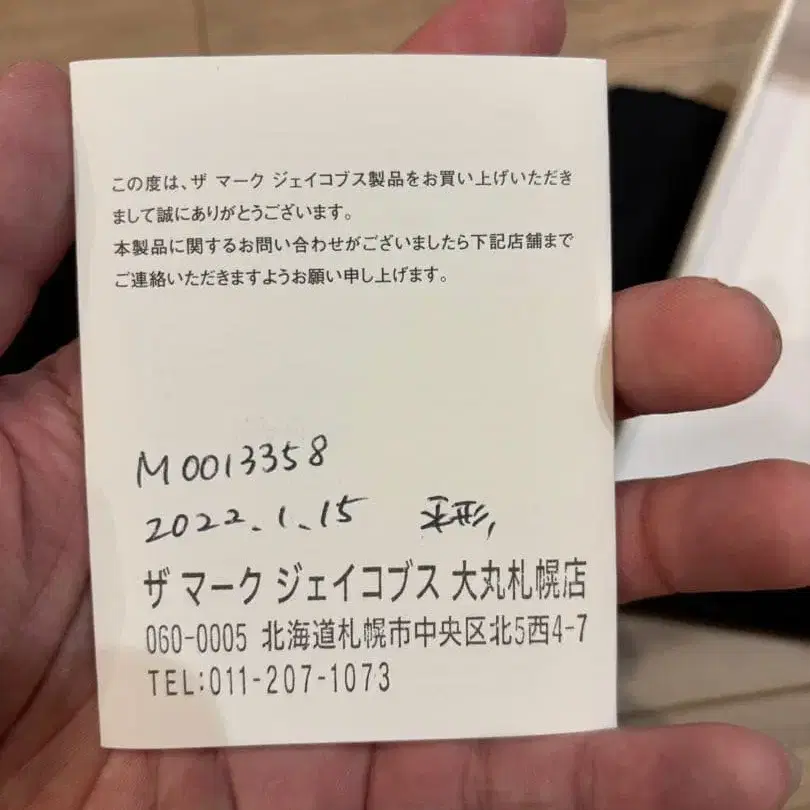 この度は、ザ マーク ジェイコブス製品をお買い上げいただき
まして誠にありがとうございます。
本製品に関するお問い合わせがございましたら下記店舗まで
ご連絡いただきますようお願い申し上げます。
M0013358
2022.1.15
ザ マーク ジェイコブス 大丸札幌店
060-0005 北海道札幌市中央区北5西4-7
TEL:011-207-1073